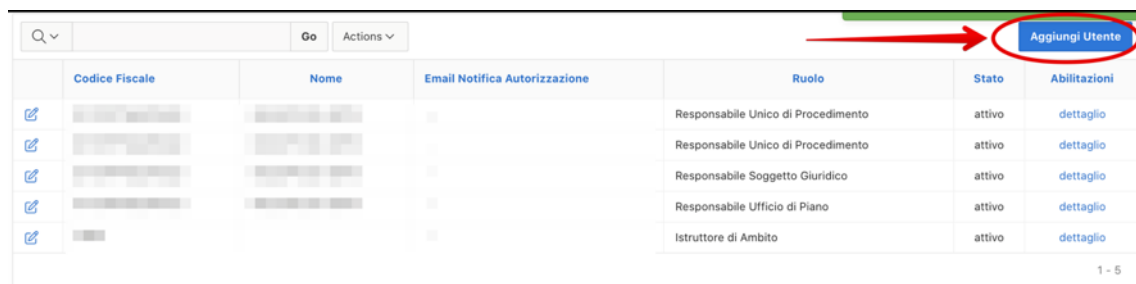 Go Actions Aggiungi Utente
Codice Fiscale Nome Email Notifica Autorizzazione Ruolo Stato Abilitazioni
Responsabile Unico di Procedimento attivo dettaglio
Responsabile Unico di Procedimento attivo dettaglio
Responsabile Soggetto Giuridico attivo dettaglio
Responsabile Ufficio di Piano attivo dettaglio
Istruttore di Ambito attivo dettaglio
1 - 5